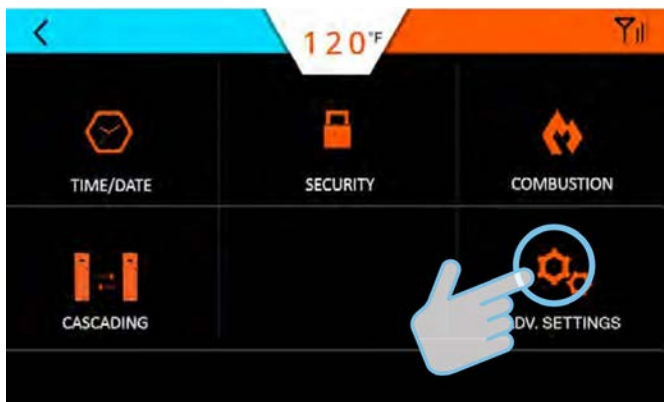 120°F
TIME/DATE
SECURITY
COMBUSTION
CASCADING
DV. SETTINGS